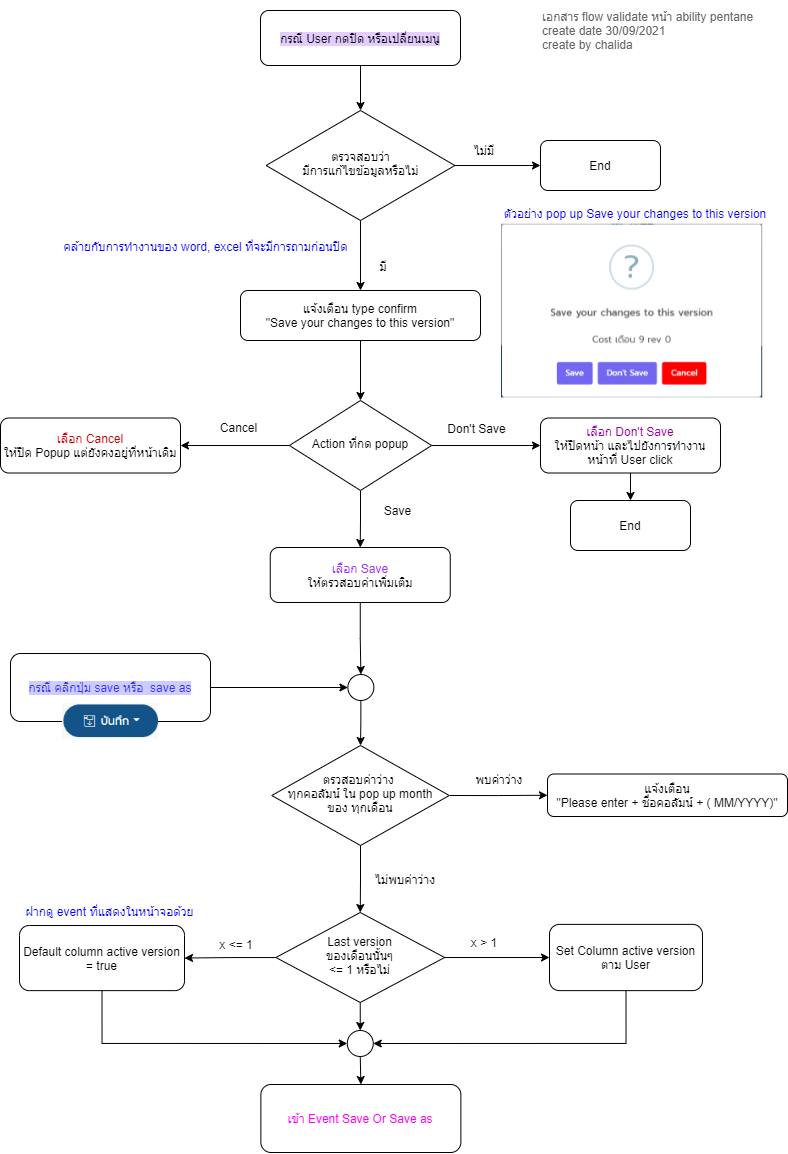 เอกสาร flow validate หน้า ability pentane
create date 30/09/2021
create by chalida
กรณี User กดปิด หรือเปลี่ยนเมนู
ตรวจสอบว่า
มีการแก้ไขข้อมูลหรือไม่
ไม่มี
End
ตัวอย่าง pop up Save your changes to this version
?
Save your changes to this version
Cost เดือน 9 rev 0
Save
Don't Save
Cancel
คล้ายกับการทำงานของ word, excel ที่จะมีการถามก่อนปิด
มี
แจ้งเตือน type confirm
"Save your changes to this version"
Action ที่กด popup
Cancel
เลือก Cancel
ให้ปิด Popup แต่ยังคงอยู่ที่หน้าเดิม
Don't Save
เลือก Don't Save
ให้ปิดหน้า และไปยังการทำงาน
หน้าที่ User click
End
Save
เลือก Save
ให้ตรวสอบค่าเพิ่มเติม
กรณี คลิกปุ่ม save หรือ save as
บันทึก
ตรวสอบค่าว่าง
ทุกคอลัมน์ ใน pop up month
ของ ทุกเดือน
พบค่าว่าง
แจ้งเตือน
"Please enter + ชื่อคอลัมน์ + ( MM/YYYY)"
ไม่พบค่าว่าง
ฝากดู event ที่แสดงในหน้าจอด้วย
Last version
ของเดือนนั้นๆ
<= 1 หรือไม่
x <= 1
Default column active version
= true
x > 1
Set Column active version
ตาม User
เข้า Event Save Or Save as